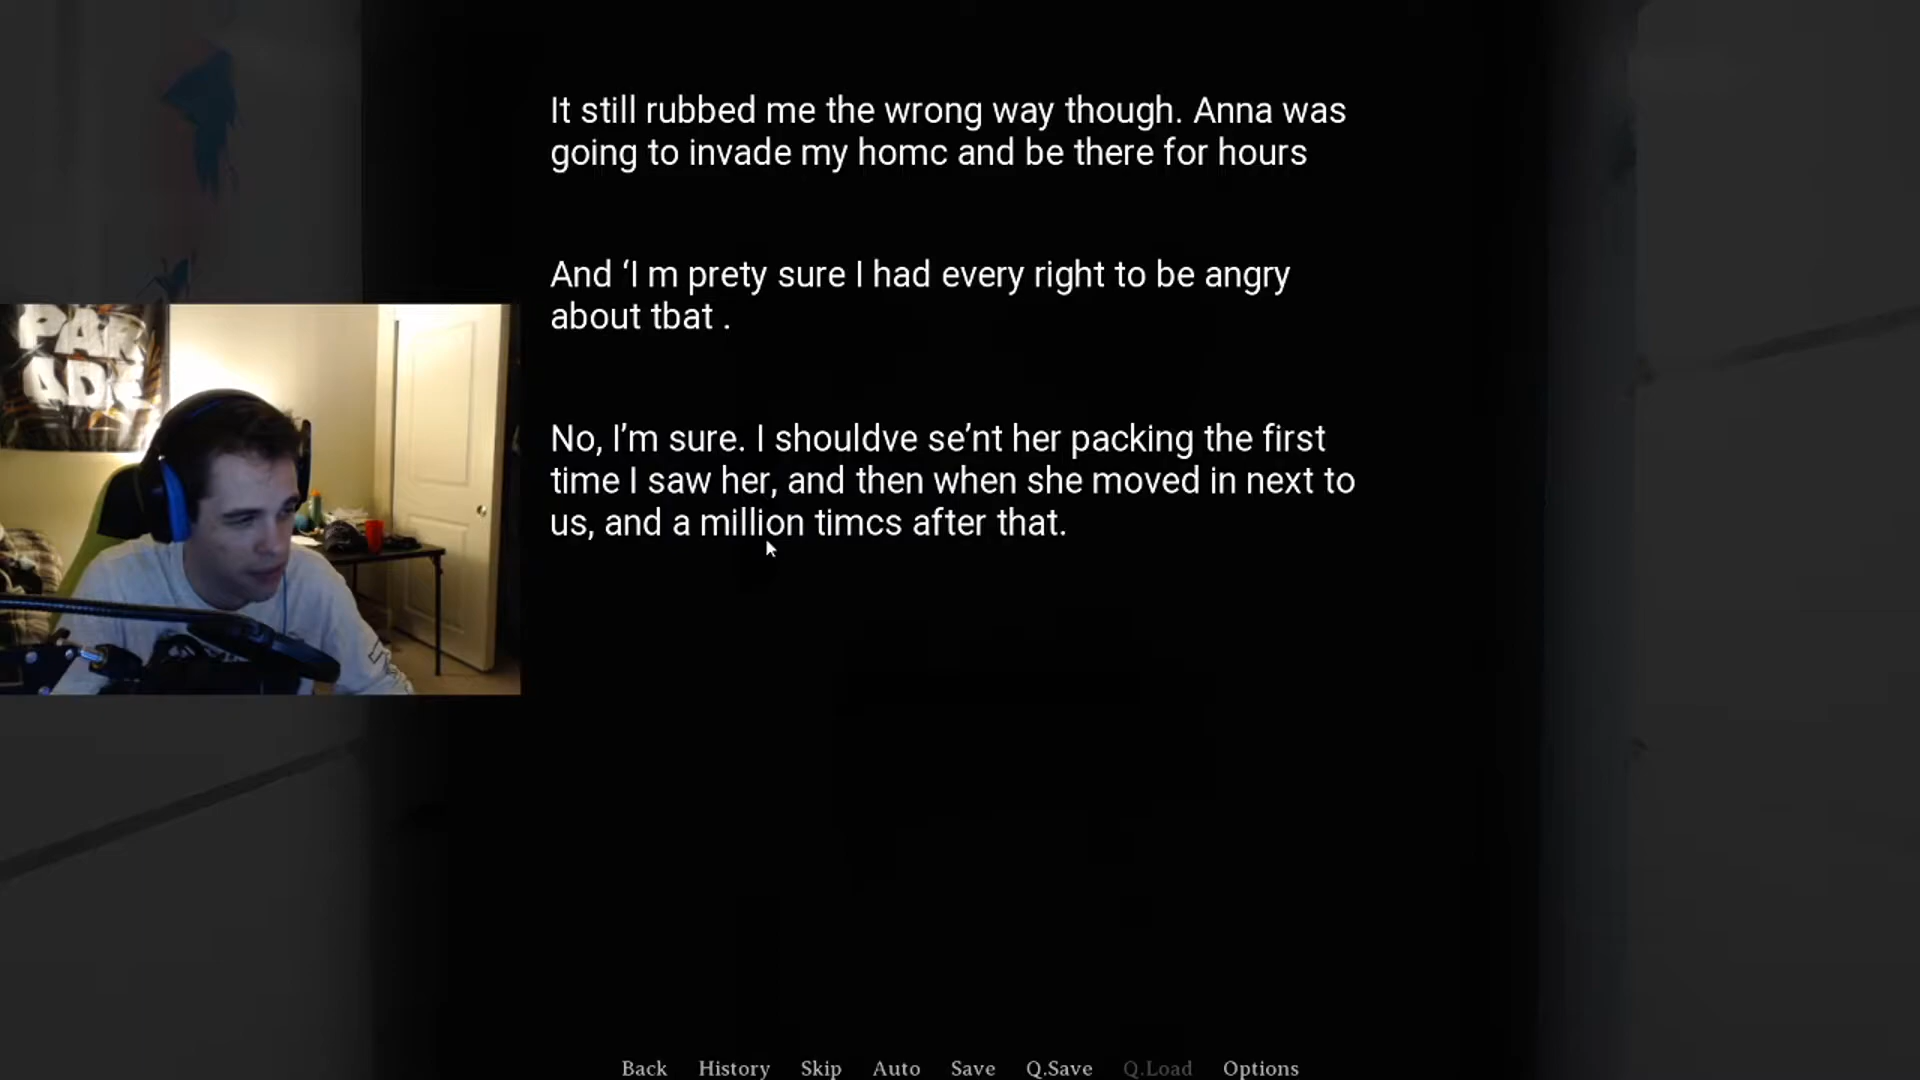 It still rubbed me the wrong way though. Anna was
going to invade my homc and be there for hours
And ‘I m prety sure I had every right to be angry
about tbat .
No, I’m sure. I shouldve se’nt her packing the first
time I saw her, and then when she moved in next to
us, and a million timcs after that.
PAR
ADE
Back History Skip Auto Save Q.Save Q.Load Options